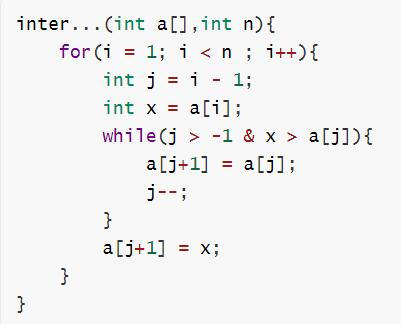 inter...(int a[],int n){
    for(i = 1; i < n ; i++){
        int j = i - 1;
        int x = a[i];
        while(j > -1 & x > a[j]){
            a[j+1] = a[j];
            j--;
        }
        a[j+1] = x;
    }
}